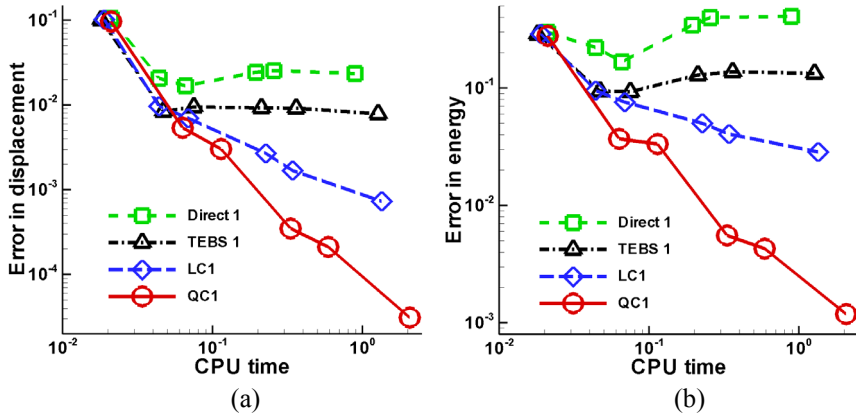 Error in displacement
10⁻¹
10⁻²
10⁻³
10⁻⁴
Direct 1
TEBS 1
LC1
QC1
10⁻² 10⁻¹ 10⁰
CPU time
(a)
Error in energy
10⁻¹
10⁻²
10⁻³
Direct 1
TEBS 1
LC1
QC1
10⁻² 10⁻¹ 10⁰
CPU time
(b)